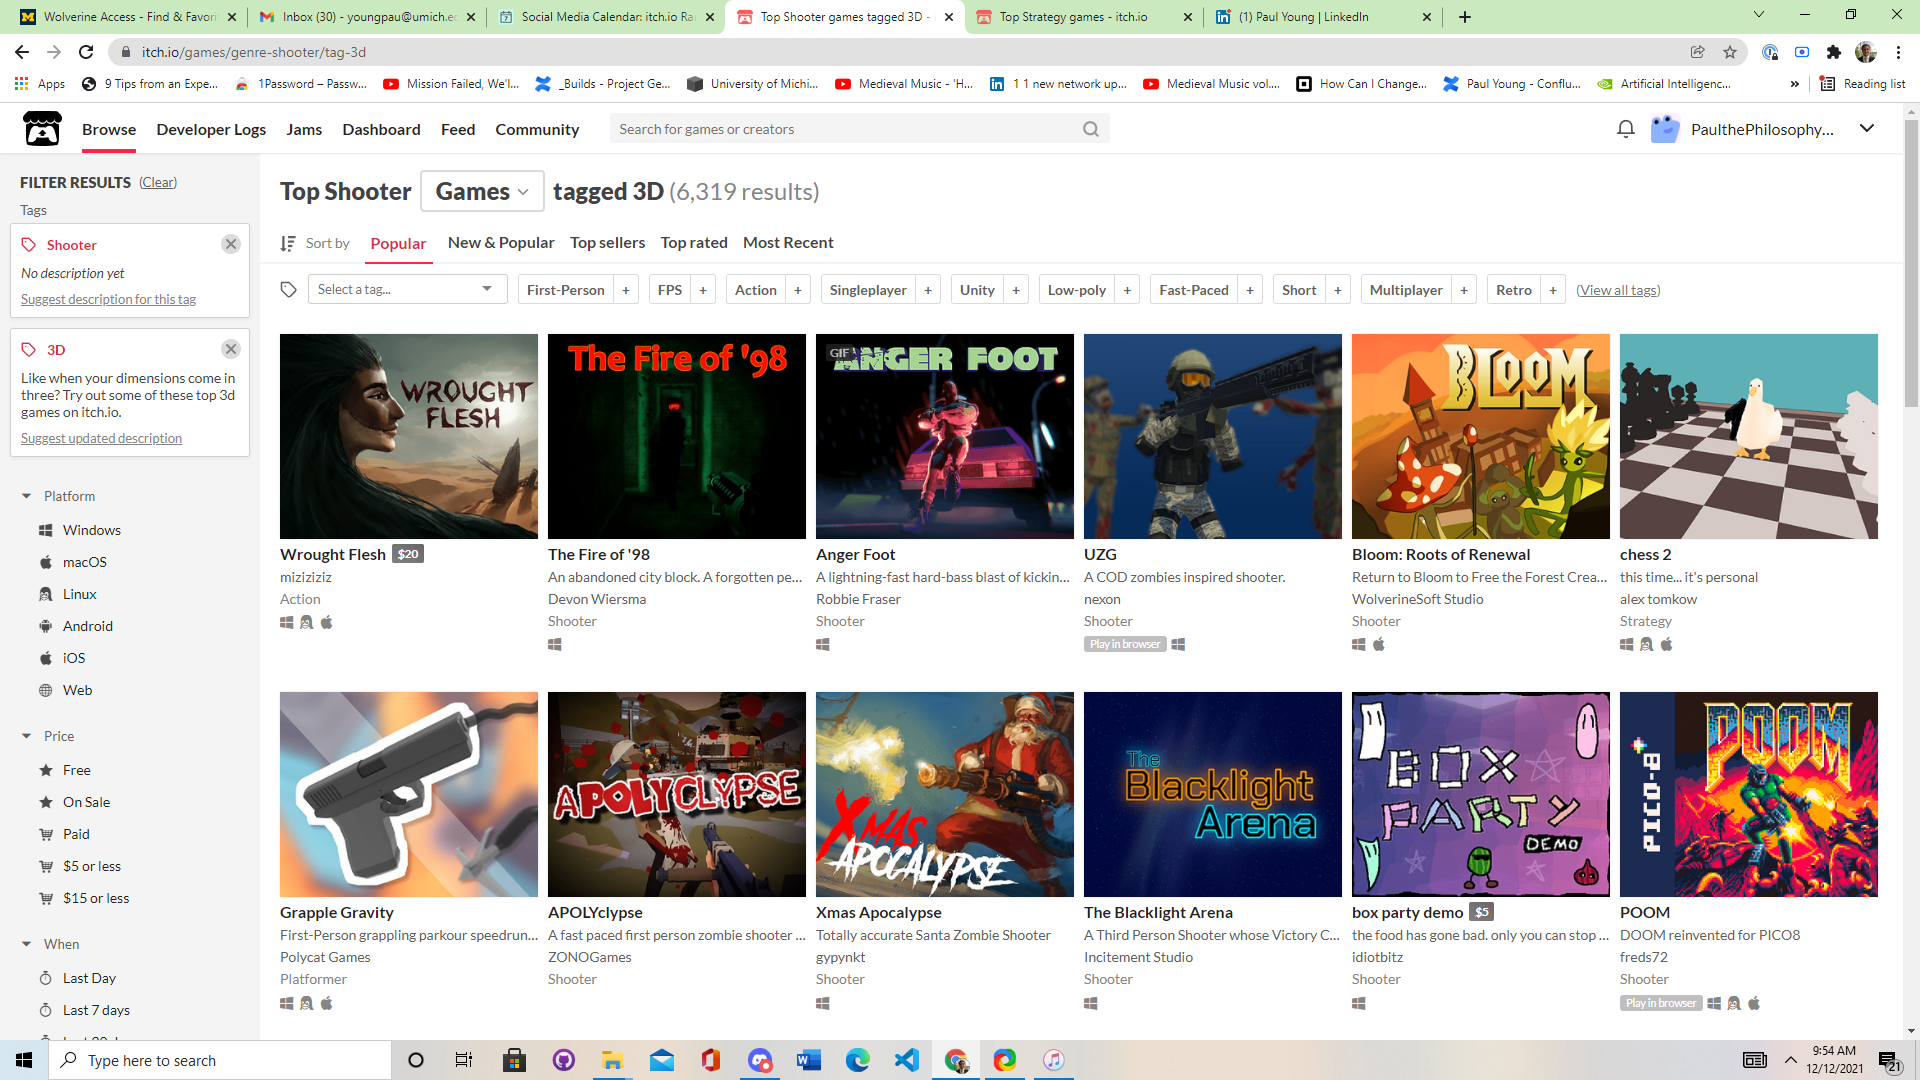 Wolverine Access - Find & Favorit
Inbox (30) - youngpau@umich.ed
Social Media Calendar: itch.io Ra
Top Shooter games tagged 3D -
Top Strategy games - itch.io
(1) Paul Young | LinkedIn
itch.io/games/genre-shooter/tag-3d
Apps
9 Tips from an Expe...
1Password – Passw...
Mission Failed, We'l...
_Builds - Project Ge...
University of Michi...
Medieval Music - 'H...
1 1 new network up...
Medieval Music vol....
How Can I Change...
Paul Young - Conflu...
Artificial Intelligenc...
»
Reading list
Browse
Developer Logs
Jams
Dashboard
Feed
Community
Search for games or creators
PaulthePhilosophy...
FILTER RESULTS (Clear)
Tags
Shooter
No description yet
Suggest description for this tag
3D
Like when your dimensions come in
three? Try out some of these top 3d
games on itch.io.
Suggest updated description
Platform
Windows
macOS
Linux
Android
iOS
Web
Price
Free
On Sale
Paid
$5 or less
$15 or less
When
Last Day
Last 7 days
Top Shooter Games tagged 3D (6,319 results)
Sort by Popular New & Popular Top sellers Top rated Most Recent
Select a tag... First-Person + FPS + Action + Singleplayer + Unity + Low-poly + Fast-Paced + Short + Multiplayer + Retro + (View all tags)
WROUGHT
FLESH
Wrought Flesh $20
miziziziz
Action
The Fire of '98
The Fire of '98
An abandoned city block. A forgotten pe...
Devon Wiersma
Shooter
GIF
ANGER FOOT
Anger Foot
A lightning-fast hard-bass blast of kickin...
Robbie Fraser
Shooter
UZG
A COD zombies inspired shooter.
nexon
Shooter
Play in browser
BLOOM
Bloom: Roots of Renewal
Return to Bloom to Free the Forest Crea...
WolverineSoft Studio
Shooter
chess 2
this time... it's personal
alex tomkow
Strategy
Grapple Gravity
First-Person grappling parkour speedrun...
Polycat Games
Platformer
APOLYCLYPSE
APOLYclypse
A fast paced first person zombie shooter ...
ZONOGames
Shooter
XMAS
APOCALYPSE
Xmas Apocalypse
Totally accurate Santa Zombie Shooter
gypynkt
Shooter
The
Blacklight
Arena
The Blacklight Arena
A Third Person Shooter whose Victory C...
Incitement Studio
Shooter
BOX
PARTY
DEMO
box party demo $5
the food has gone bad. only you can stop ...
idiotbitz
Shooter
PICO-8
POOM
POOM
DOOM reinvented for PICO8
freds72
Shooter
Play in browser
Type here to search
9:54 AM
12/12/2021
21